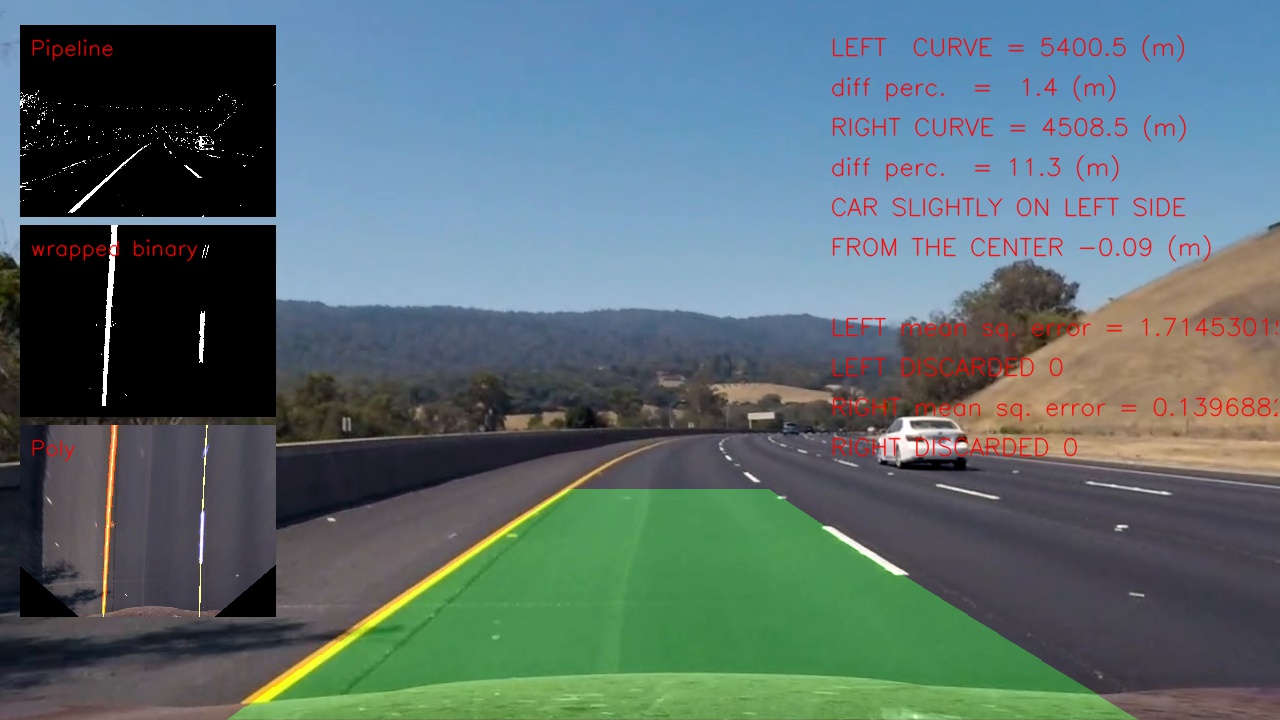 Pipeline
wrapped binary
Poly
LEFT CURVE = 5400.5 (m)
diff perc. = 1.4 (m)
RIGHT CURVE = 4508.5 (m)
diff perc. = 11.3 (m)
CAR SLIGHTLY ON LEFT SIDE
FROM THE CENTER -0.09 (m)
LEFT mean sq. error = 1.7145301
LEFT DISCARDED 0
RIGHT mean sq. error = 0.139688
RIGHT DISCARDED 0